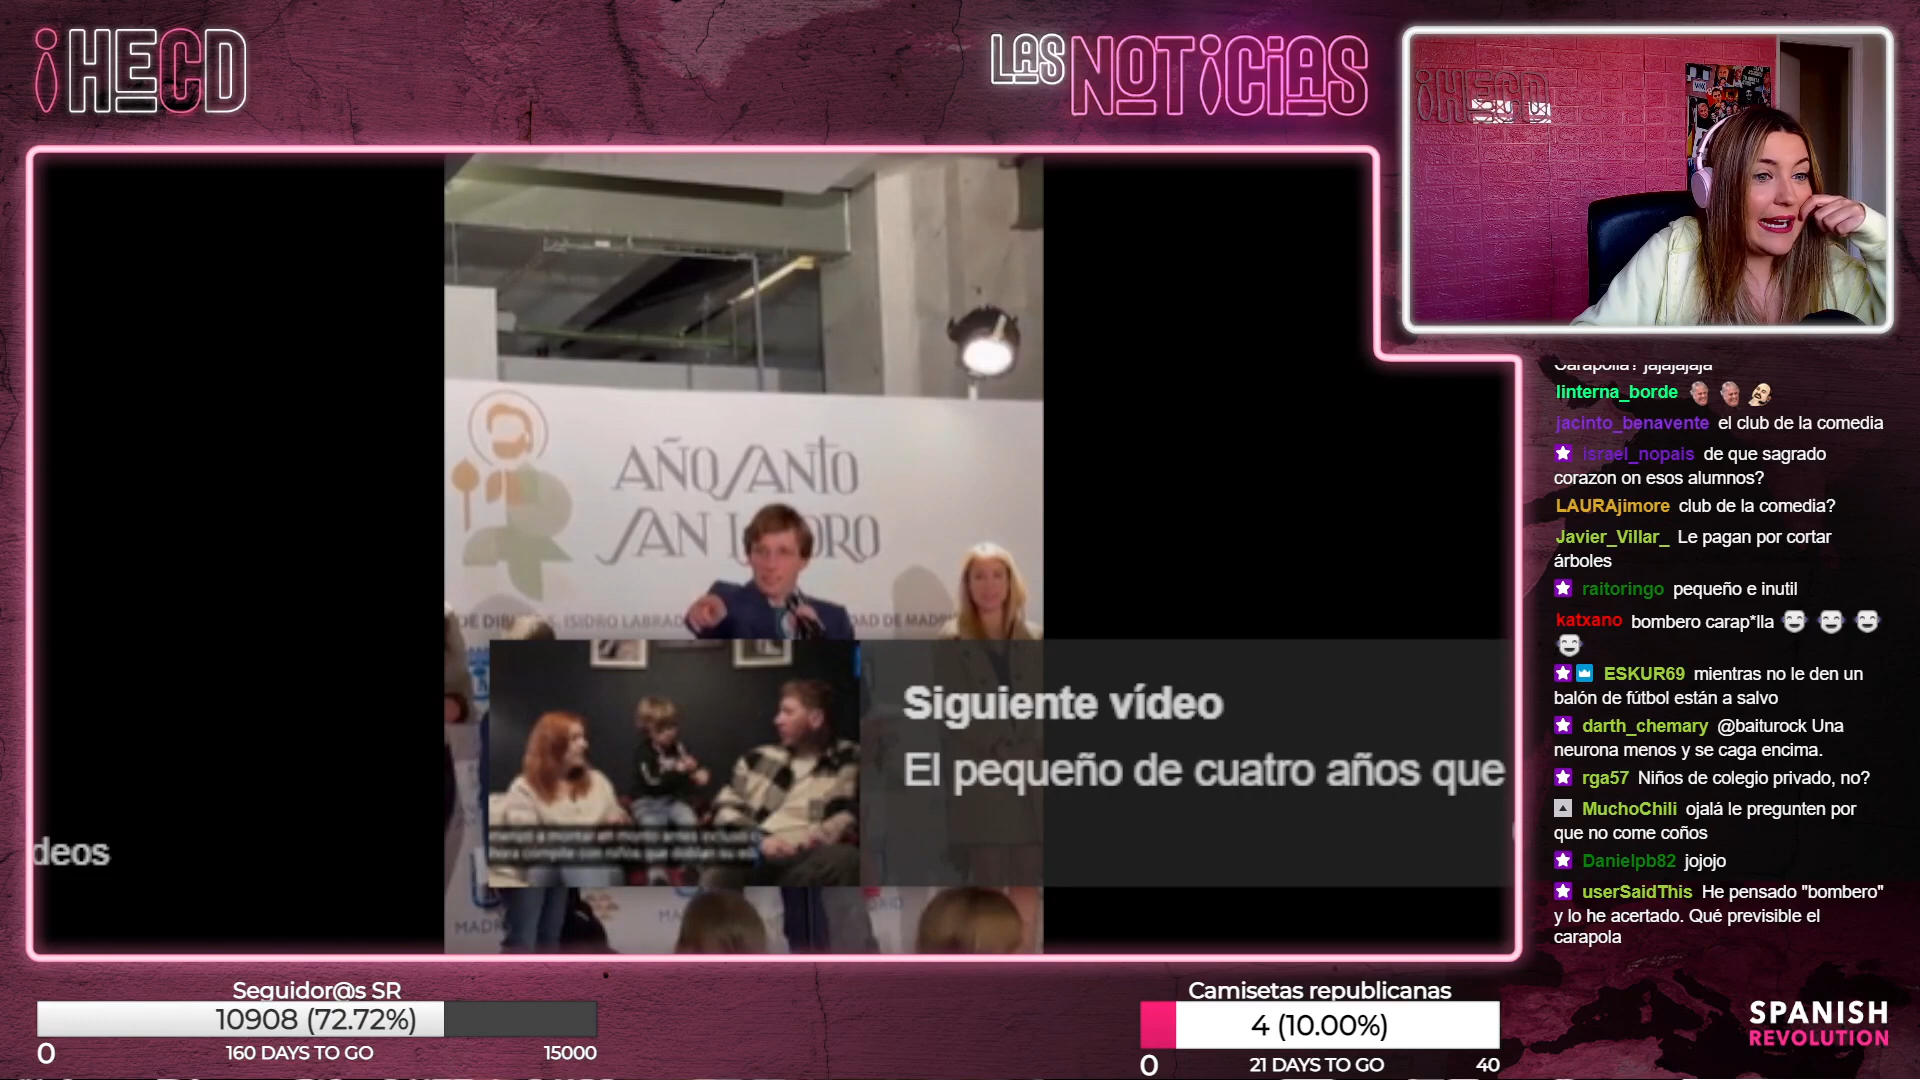 iHECD
LAS NOTiCiAS
iHECD
AÑO SANTO
SAN ISIDRO
Siguiente vídeo
El pequeño de cuatro años que
deos
MADRID
Carapolla? jajajajaja
linterna_borde
jacinto_benavente el club de la comedia
israel_nopais de que sagrado
corazon on esos alumnos?
LAURAjimore club de la comedia?
Javier_Villar_ Le pagan por cortar
árboles
raitoringo pequeño e inutil
katxano bombero carap*lla
ESKUR69 mientras no le den un
balón de fútbol están a salvo
darth_chemary @baiturock Una
neurona menos y se caga encima.
rga57 Niños de colegio privado, no?
MuchoChili ojalá le pregunten por
que no come coños
Danielpb82 jojojo
userSaidThis He pensado "bombero"
y lo he acertado. Qué previsible el
carapola
Seguidor@s SR
10908 (72.72%)
0 160 DAYS TO GO 15000
Camisetas republicanas
4 (10.00%)
0 21 DAYS TO GO 40
SPANISH
REVOLUTION